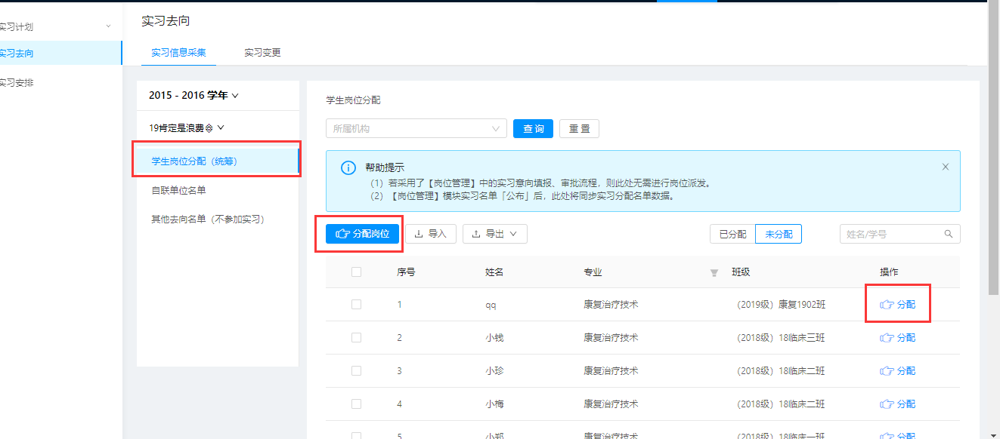 实习计划
实习去向
实习安排
实习去向
实习信息采集 实习变更
2015 - 2016 学年
19肯定是浪费
学生岗位分配（统筹）
自联单位名单
其他去向名单（不参加实习）
学生岗位分配
所属机构 查 询 重 置
帮助提示
（1）若采用了【岗位管理】中的实习意向填报、审批流程，则此处无需进行岗位派发。
（2）【岗位管理】模块实习名单「公布」后，此处将同步实习分配名单数据。
分配岗位 导入 导出 已分配 未分配 姓名/学号
序号 姓名 专业 班级 操作
1 qq 康复治疗技术 （2019级）康复1902班 分配
2 小钱 康复治疗技术 （2018级）18临床三班 分配
3 小珍 康复治疗技术 （2018级）18临床二班 分配
4 小梅 康复治疗技术 （2018级）18临床二班 分配
5 小郑 康复治疗技术 （2018级）18临床一班 分配